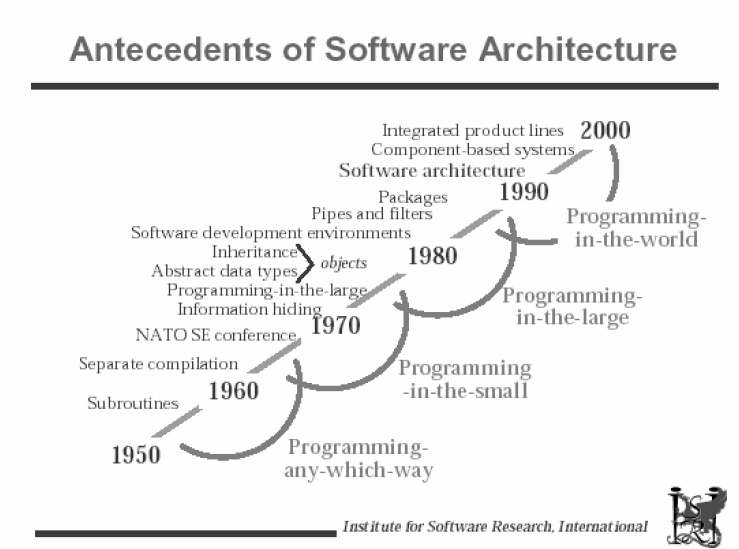 Antecedents of Software Architecture
Integrated product lines 2000
Component-based systems
Software architecture
1990
Packages
Pipes and filters
Programming-
in-the-world
Software development environments
Inheritance
Abstract data types
objects
1980
Programming-in-the-large
Information hiding
Programming-
in-the-large
1970
NATO SE conference
Separate compilation
Programming
-in-the-small
1960
Subroutines
1950
Programming-
any-which-way
Institute for Software Research, International